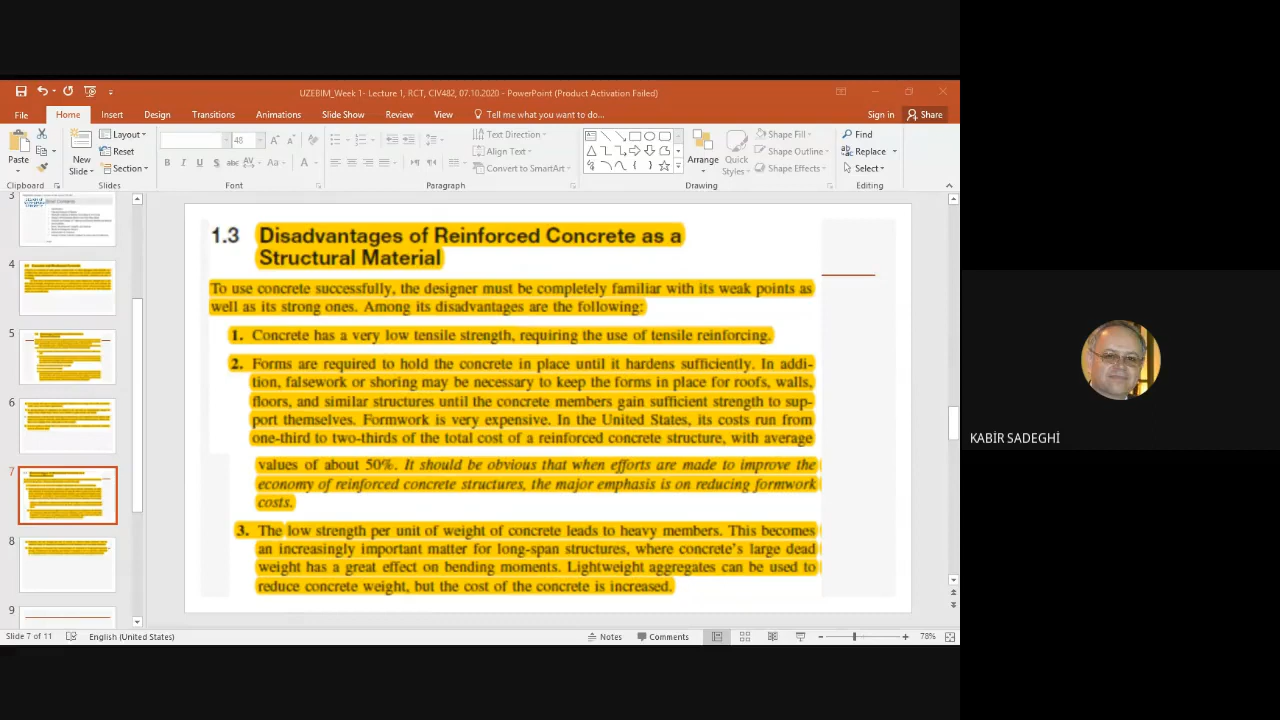 UZEBIM_Week 1- Lecture 1, RCT, CIV482, 07.10.2020 - PowerPoint (Product Activation Failed)
File Home Insert Design Transitions Animations Slide Show Review View Tell me what you want to do... Sign in Share
Paste
New
Slide
Layout
Reset
Section
48
B I U S abc AV Aa A
Text Direction
Align Text
Convert to SmartArt
Arrange
Quick
Styles
Shape Fill
Shape Outline
Shape Effects
Find
Replace
Select
Clipboard Slides Font Paragraph Drawing Editing
3
4
5
6
7
8
9
1.3 Disadvantages of Reinforced Concrete as a
Structural Material
To use concrete successfully, the designer must be completely familiar with its weak points as
well as its strong ones. Among its disadvantages are the following:
1. Concrete has a very low tensile strength, requiring the use of tensile reinforcing.
2. Forms are required to hold the concrete in place until it hardens sufficiently. In addi-
tion, falsework or shoring may be necessary to keep the forms in place for roofs, walls,
floors, and similar structures until the concrete members gain sufficient strength to sup-
port themselves. Formwork is very expensive. In the United States, its costs run from
one-third to two-thirds of the total cost of a reinforced concrete structure, with average
values of about 50%. It should be obvious that when efforts are made to improve the
economy of reinforced concrete structures, the major emphasis is on reducing formwork
costs.
3. The low strength per unit of weight of concrete leads to heavy members. This becomes
an increasingly important matter for long-span structures, where concrete's large dead
weight has a great effect on bending moments. Lightweight aggregates can be used to
reduce concrete weight, but the cost of the concrete is increased.
KABİR SADEGHİ
Slide 7 of 11 English (United States) Notes Comments 78%